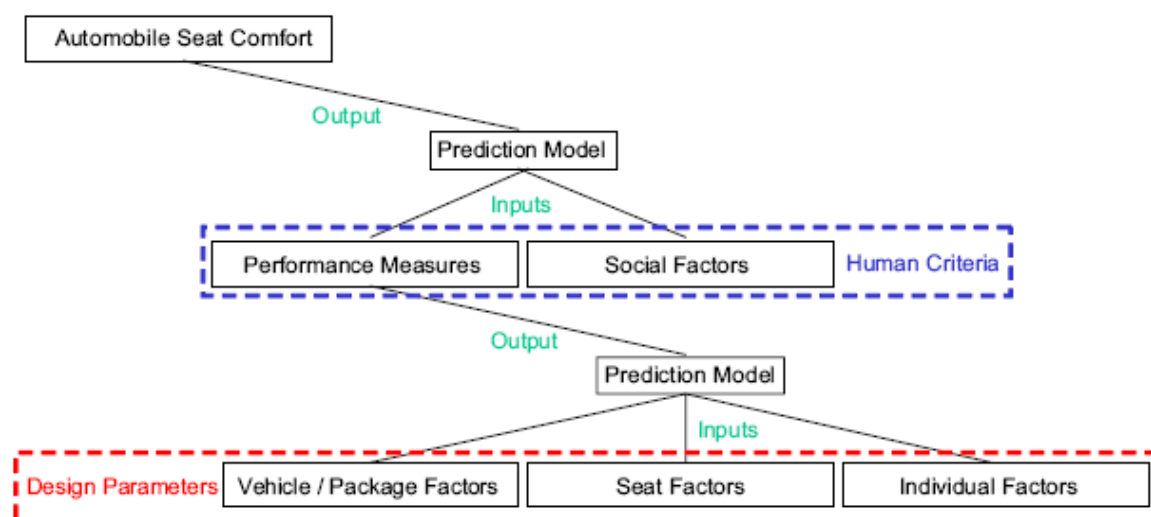 Automobile Seat Comfort
Output
Prediction Model
Inputs
Performance Measures
Social Factors
Human Criteria
Output
Prediction Model
Inputs
Design Parameters
Vehicle / Package Factors
Seat Factors
Individual Factors